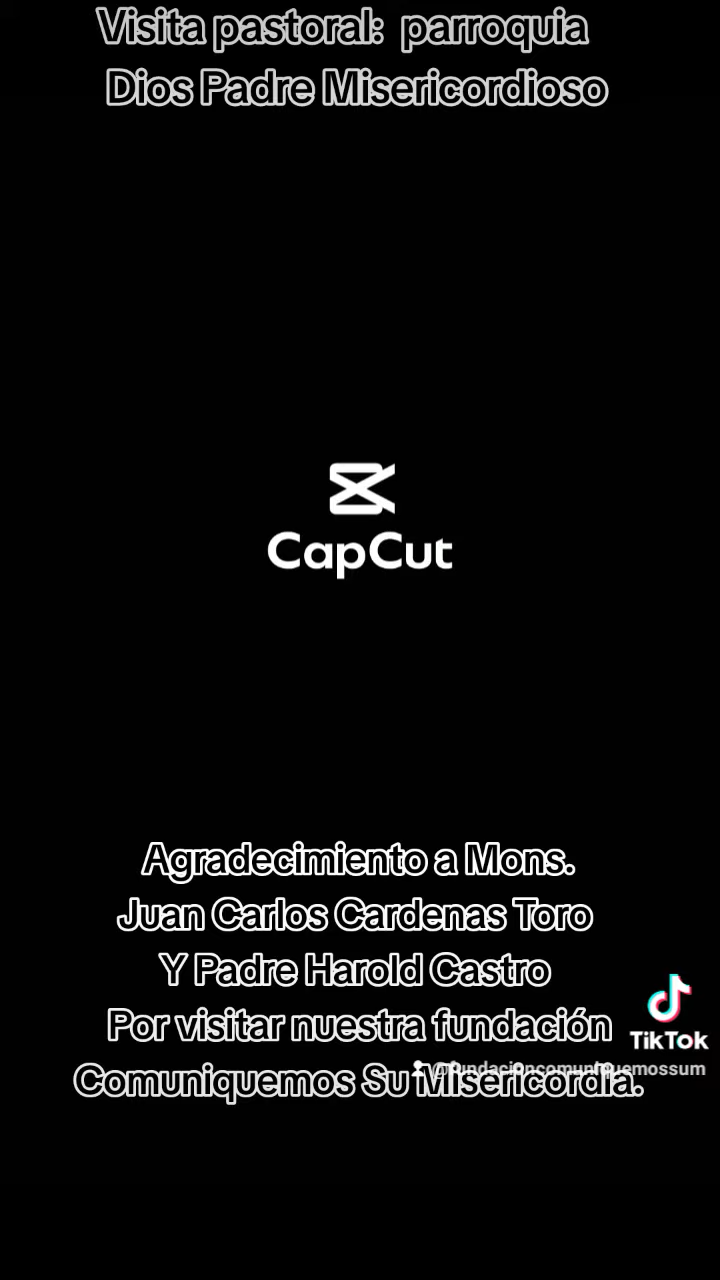 Visita pastoral: parroquia
Dios Padre Misericordioso
CapCut
Agradecimiento a Mons.
Juan Carlos Cardenas Toro
Y Padre Harold Castro
Por visitar nuestra fundación
Comuniquemos Su Misericordia.
TikTok
@fundacioncomuniquemossum